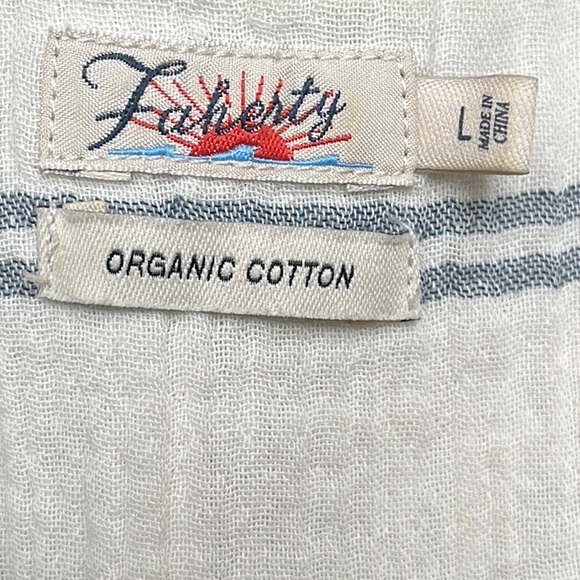 Faherty
L
MADE IN
CHINA
ORGANIC COTTON